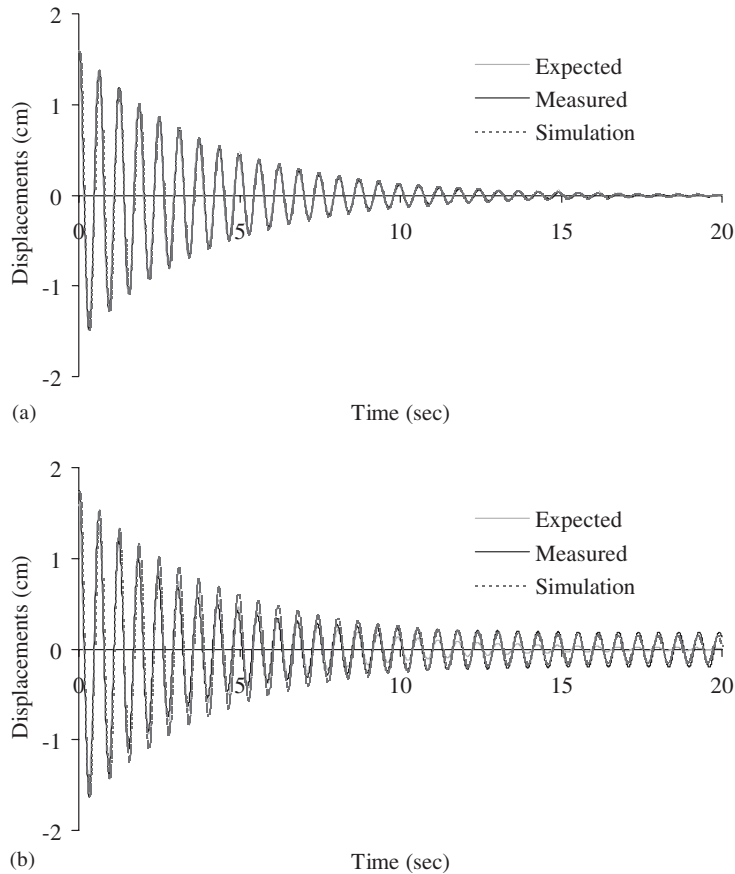 2
1
0
-1
-2
Displacements (cm)
0
5
10
15
20
Expected
Measured
Simulation
(a)
Time (sec)
2
1
0
-1
-2
Displacements (cm)
0
5
10
15
20
Expected
Measured
Simulation
(b)
Time (sec)